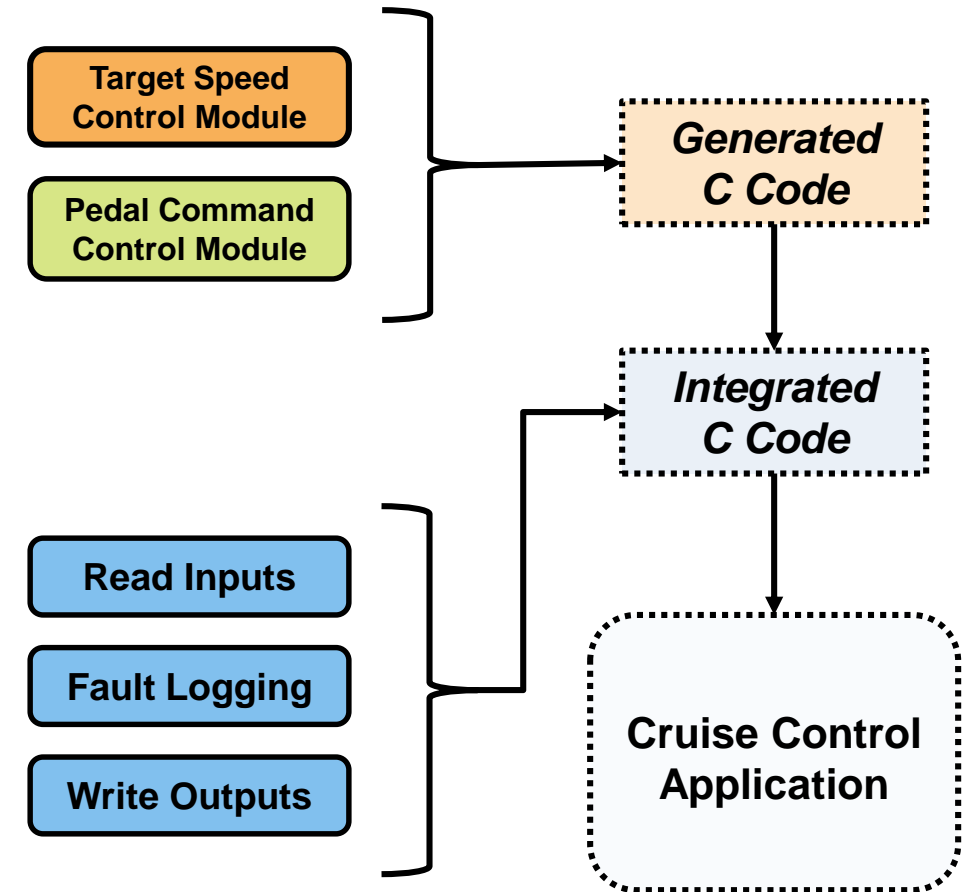 Target Speed
Control Module
Pedal Command
Control Module
Generated
C Code
Integrated
C Code
Read Inputs
Fault Logging
Write Outputs
Cruise Control
Application